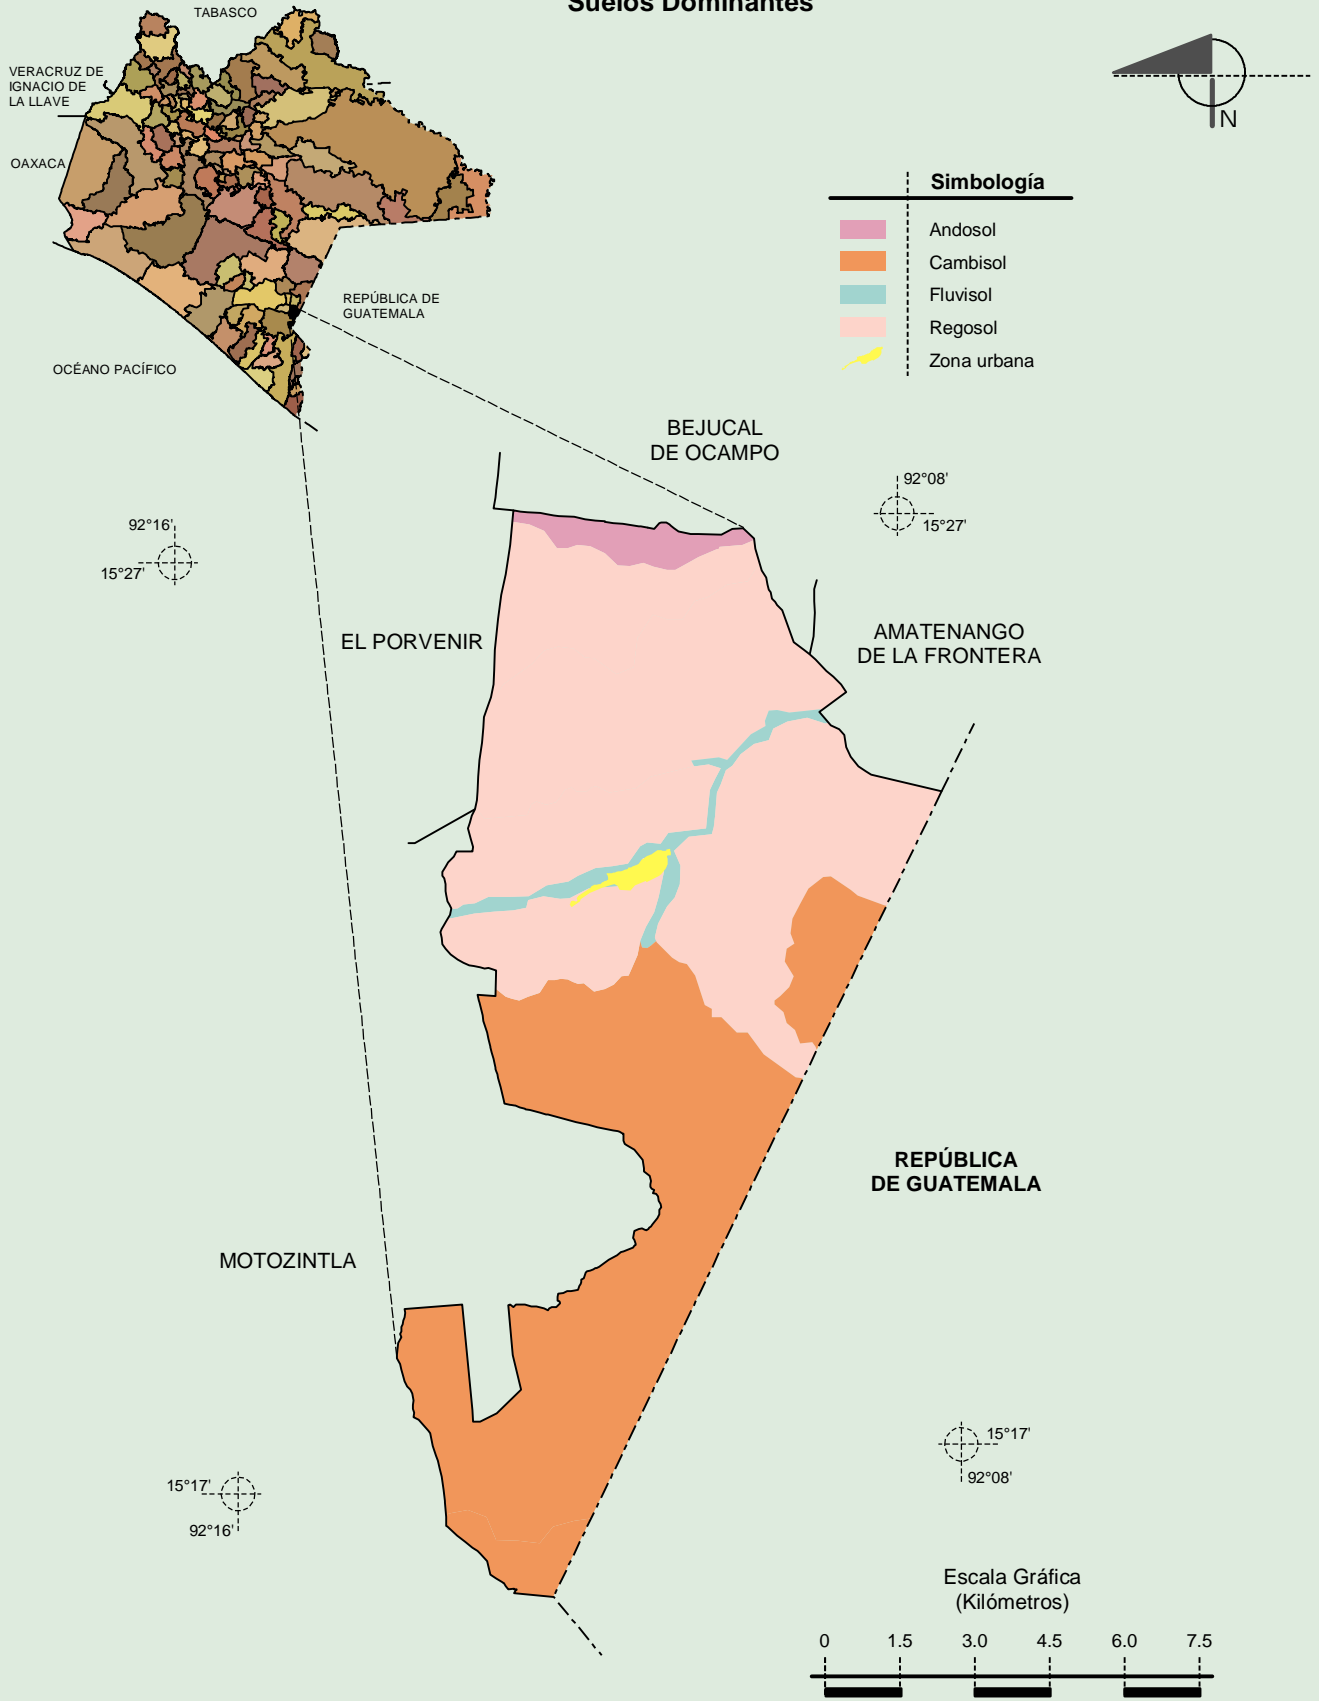 Suelos Dominantes
TABASCO
VERACRUZ DE
IGNACIO DE
LA LLAVE
OAXACA
REPÚBLICA DE
GUATEMALA
OCÉANO PACÍFICO
N
Simbología
Andosol
Cambisol
Fluvisol
Regosol
Zona urbana
BEJUCAL
DE OCAMPO
92°08'
15°27'
92°16'
15°27'
EL PORVENIR
AMATENANGO
DE LA FRONTERA
REPÚBLICA
DE GUATEMALA
MOTOZINTLA
15°17'
92°08'
15°17'
92°16'
Escala Gráfica
(Kilómetros)
0 1.5 3.0 4.5 6.0 7.5